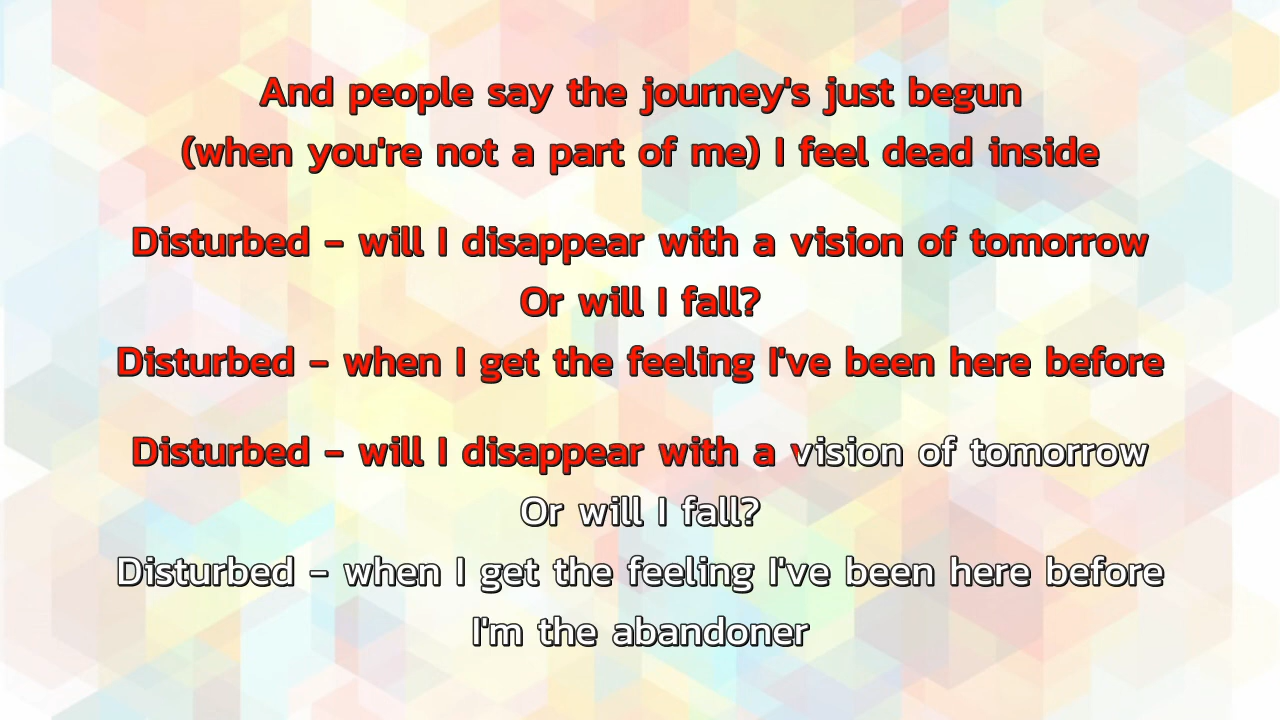 And people say the journey's just begun
(when you're not a part of me) I feel dead inside
Disturbed – will I disappear with a vision of tomorrow
Or will I fall?
Disturbed – when I get the feeling I've been here before
Disturbed – will I disappear with a vision of tomorrow
Or will I fall?
Disturbed – when I get the feeling I've been here before
I'm the abandoner